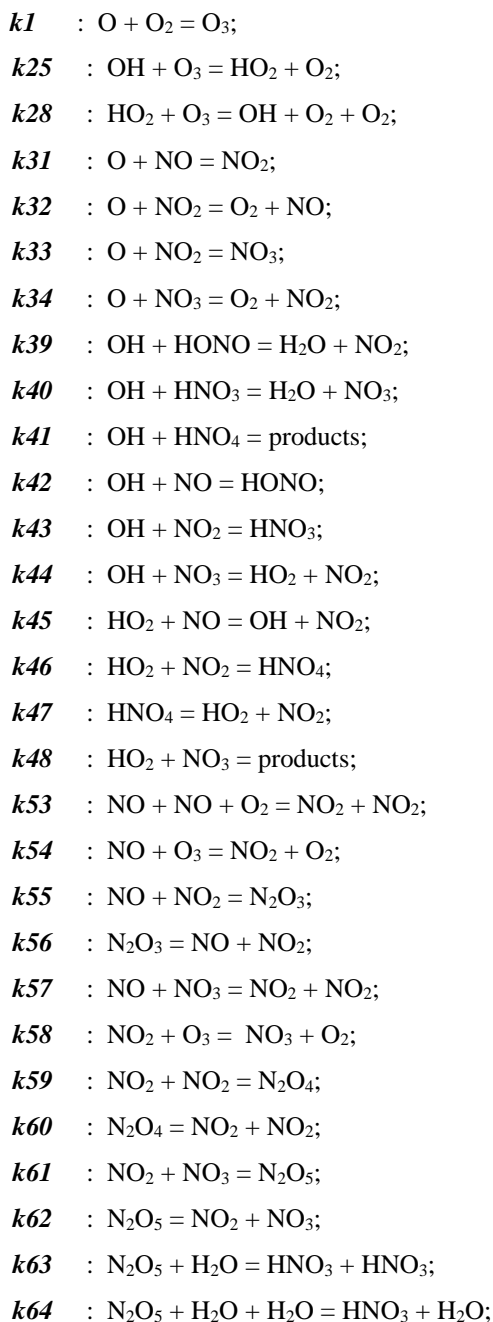 k1 : O + O₂ = O₃;
k25 : OH + O₃ = HO₂ + O₂;
k28 : HO₂ + O₃ = OH + O₂ + O₂;
k31 : O + NO = NO₂;
k32 : O + NO₂ = O₂ + NO;
k33 : O + NO₂ = NO₃;
k34 : O + NO₃ = O₂ + NO₂;
k39 : OH + HONO = H₂O + NO₂;
k40 : OH + HNO₃ = H₂O + NO₃;
k41 : OH + HNO₄ = products;
k42 : OH + NO = HONO;
k43 : OH + NO₂ = HNO₃;
k44 : OH + NO₃ = HO₂ + NO₂;
k45 : HO₂ + NO = OH + NO₂;
k46 : HO₂ + NO₂ = HNO₄;
k47 : HNO₄ = HO₂ + NO₂;
k48 : HO₂ + NO₃ = products;
k53 : NO + NO + O₂ = NO₂ + NO₂;
k54 : NO + O₃ = NO₂ + O₂;
k55 : NO + NO₂ = N₂O₃;
k56 : N₂O₃ = NO + NO₂;
k57 : NO + NO₃ = NO₂ + NO₂;
k58 : NO₂ + O₃ = NO₃ + O₂;
k59 : NO₂ + NO₂ = N₂O₄;
k60 : N₂O₄ = NO₂ + NO₂;
k61 : NO₂ + NO₃ = N₂O₅;
k62 : N₂O₅ = NO₂ + NO₃;
k63 : N₂O₅ + H₂O = HNO₃ + HNO₃;
k64 : N₂O₅ + H₂O + H₂O = HNO₃ + H₂O;